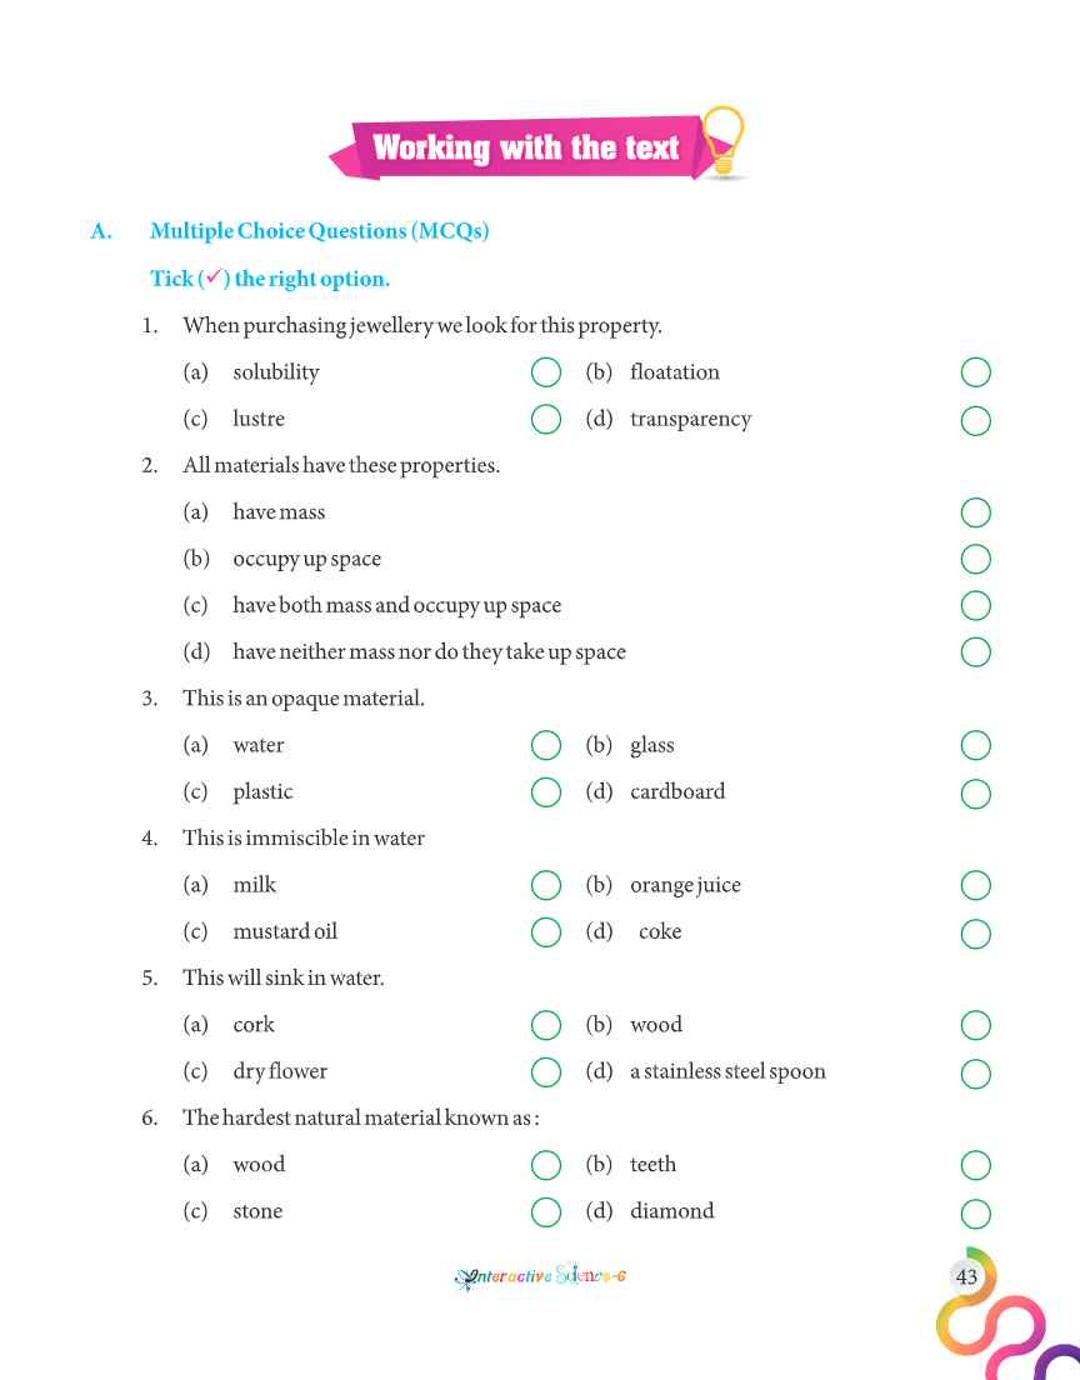 Working with the text
A. Multiple Choice Questions (MCQs)
Tick (✓) the right option.
1. When purchasing jewellery we look for this property.
(a) solubility (b) floatation
(c) lustre (d) transparency
2. All materials have these properties.
(a) have mass
(b) occupy up space
(c) have both mass and occupy up space
(d) have neither mass nor do they take up space
3. This is an opaque material.
(a) water (b) glass
(c) plastic (d) cardboard
4. This is immiscible in water
(a) milk (b) orange juice
(c) mustard oil (d) coke
5. This will sink in water.
(a) cork (b) wood
(c) dry flower (d) a stainless steel spoon
6. The hardest natural material known as :
(a) wood (b) teeth
(c) stone (d) diamond
Interactive Science-6
43